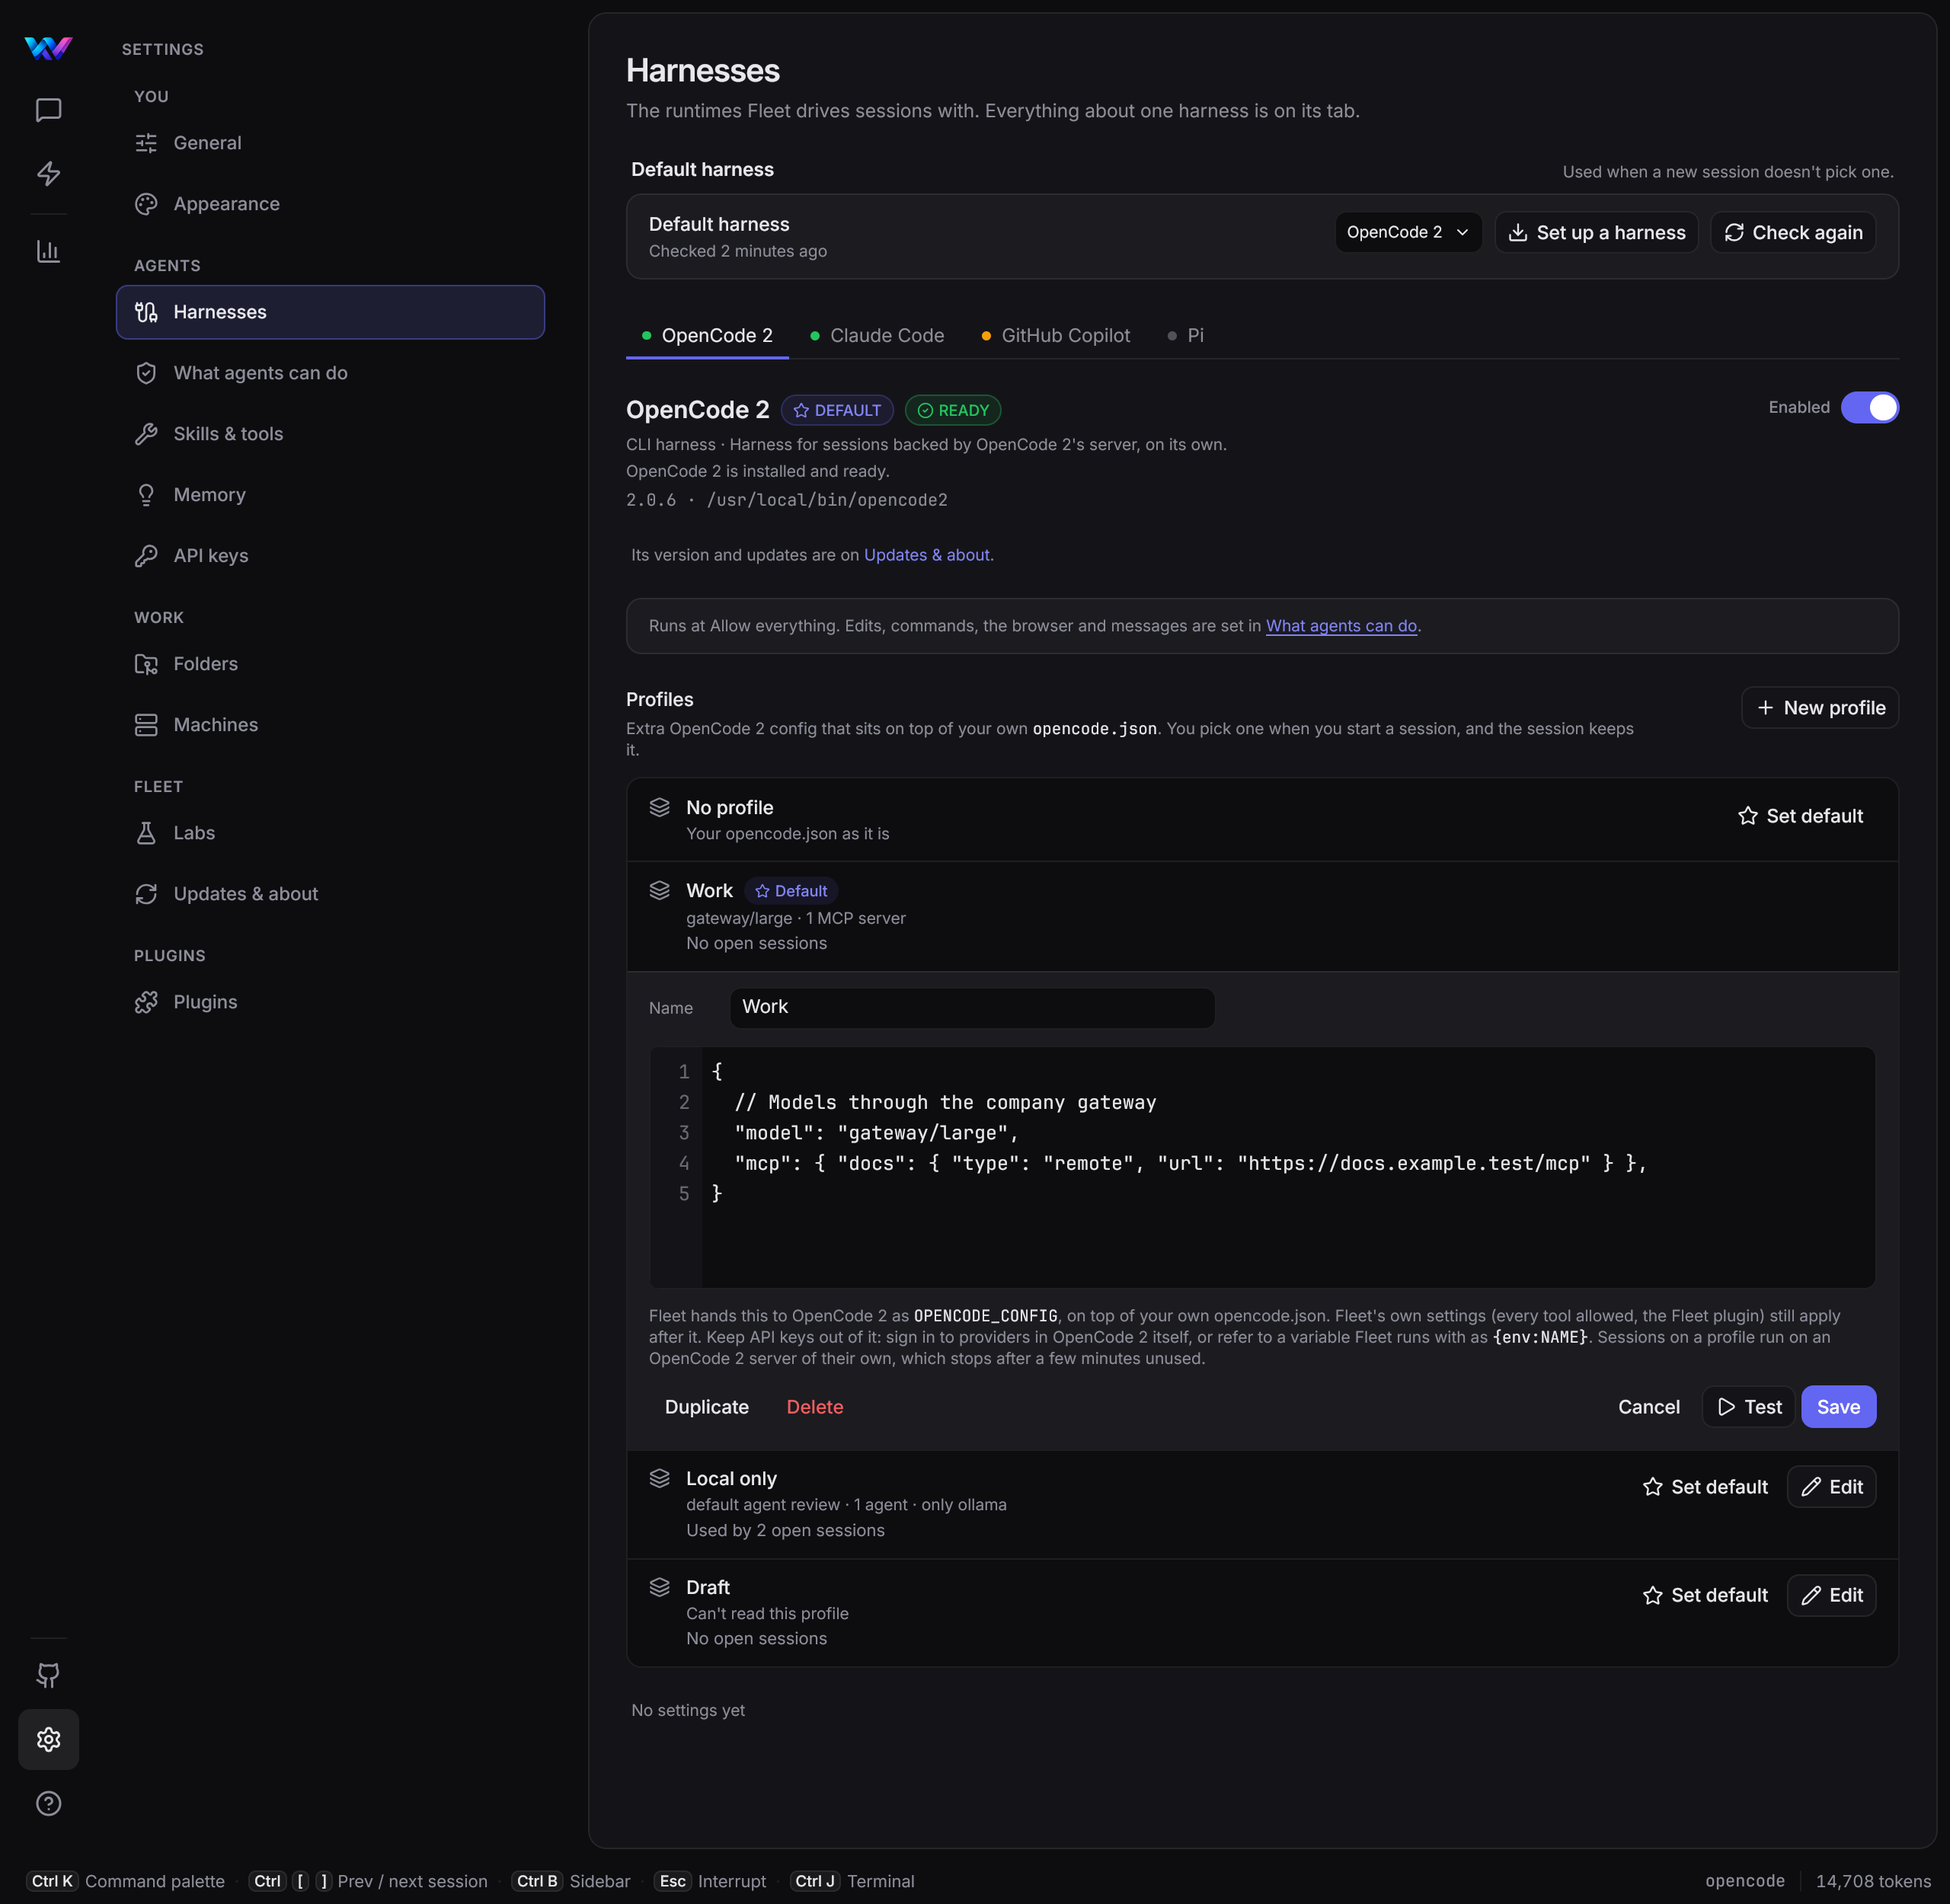 SETTINGS
YOU
General
Appearance
AGENTS
Harnesses
What agents can do
Skills & tools
Memory
API keys
WORK
Folders
Machines
FLEET
Labs
Updates & about
PLUGINS
Plugins
Harnesses
The runtimes Fleet drives sessions with. Everything about one harness is on its tab.
Default harness
Used when a new session doesn't pick one.
Default harness
Checked 2 minutes ago
OpenCode 2
Set up a harness
Check again
OpenCode 2
Claude Code
GitHub Copilot
Pi
OpenCode 2 DEFAULT READY
Enabled
CLI harness · Harness for sessions backed by OpenCode 2's server, on its own.
OpenCode 2 is installed and ready.
2.0.6 · /usr/local/bin/opencode2
Its version and updates are on Updates & about.
Runs at Allow everything. Edits, commands, the browser and messages are set in What agents can do.
Profiles
New profile
Extra OpenCode 2 config that sits on top of your own opencode.json. You pick one when you start a session, and the session keeps
it.
No profile
Your opencode.json as it is
Set default
Work Default
gateway/large · 1 MCP server
No open sessions
Name
Work
1 {
2 // Models through the company gateway
3 "model": "gateway/large",
4 "mcp": { "docs": { "type": "remote", "url": "https://docs.example.test/mcp" } },
5 }
Fleet hands this to OpenCode 2 as OPENCODE_CONFIG, on top of your own opencode.json. Fleet's own settings (every tool allowed, the Fleet plugin) still apply
after it. Keep API keys out of it: sign in to providers in OpenCode 2 itself, or refer to a variable Fleet runs with as {env:NAME}. Sessions on a profile run on an
OpenCode 2 server of their own, which stops after a few minutes unused.
Duplicate
Delete
Cancel
Test
Save
Local only
default agent review · 1 agent · only ollama
Used by 2 open sessions
Set default
Edit
Draft
Can't read this profile
No open sessions
Set default
Edit
No settings yet
Ctrl K Command palette · Ctrl [ ] Prev / next session · Ctrl B Sidebar · Esc Interrupt · Ctrl J Terminal
opencode
14,708 tokens